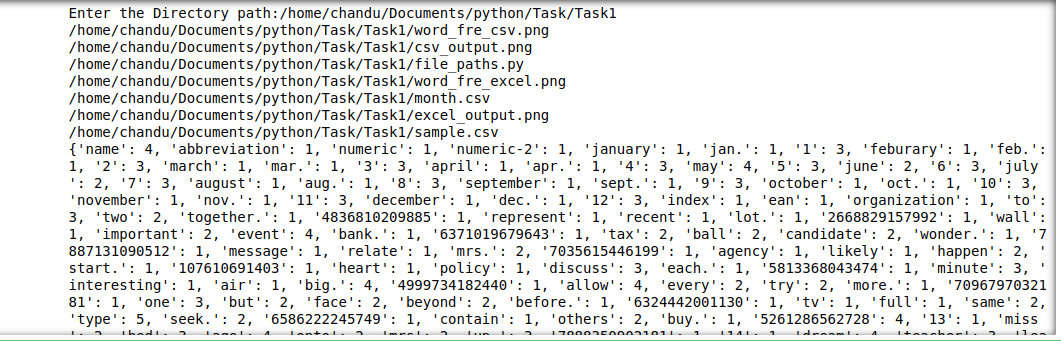 Enter the Directory path:/home/chandu/Documents/python/Task/Task1
/home/chandu/Documents/python/Task/Task1/word_fre_csv.png
/home/chandu/Documents/python/Task/Task1/csv_output.png
/home/chandu/Documents/python/Task/Task1/file_paths.py
/home/chandu/Documents/python/Task/Task1/word_fre_excel.png
/home/chandu/Documents/python/Task/Task1/month.csv
/home/chandu/Documents/python/Task/Task1/excel_output.png
/home/chandu/Documents/python/Task/Task1/sample.csv
{'name': 4, 'abbreviation': 1, 'numeric': 1, 'numeric-2': 1, 'january': 1, 'jan.': 1, '1': 3, 'feburary': 1, 'feb.':
1, '2': 3, 'march': 1, 'mar.': 1, '3': 3, 'april': 1, 'apr.': 1, '4': 3, 'may': 4, '5': 3, 'june': 2, '6': 3, 'july
': 2, '7': 3, 'august': 1, 'aug.': 1, '8': 3, 'september': 1, 'sept.': 1, '9': 3, 'october': 1, 'oct.': 1, '10': 3,
'november': 1, 'nov.': 1, '11': 3, 'december': 1, 'dec.': 1, '12': 3, 'index': 1, 'ean': 1, 'organization': 1, 'to':
3, 'two': 2, 'together.': 1, '4836810209885': 1, 'represent': 1, 'recent': 1, 'lot.': 1, '2668829157992': 1, 'wall':
1, 'important': 2, 'event': 4, 'bank.': 1, '6371019679643': 1, 'tax': 2, 'ball': 2, 'candidate': 2, 'wonder.': 1, '7
887131090512': 1, 'message': 1, 'relate': 1, 'mrs.': 2, '7035615446199': 1, 'agency': 1, 'likely': 1, 'happen': 2, '
start.': 1, '107610691403': 1, 'heart': 1, 'policy': 1, 'discuss': 3, 'each.': 1, '5813368043474': 1, 'minute': 3, '
interesting': 1, 'air': 1, 'big.': 4, '4999734182440': 1, 'allow': 4, 'every': 2, 'try': 2, 'more.': 1, '70967970321
81': 1, 'one': 3, 'but': 2, 'face': 2, 'beyond': 2, 'before.': 1, '6324442001130': 1, 'tv': 1, 'full': 1, 'same': 2,
'type': 5, 'seek.': 2, '6586222245749': 1, 'contain': 1, 'others': 2, 'buy.': 1, '5261286562728': 4, '13': 1, 'miss